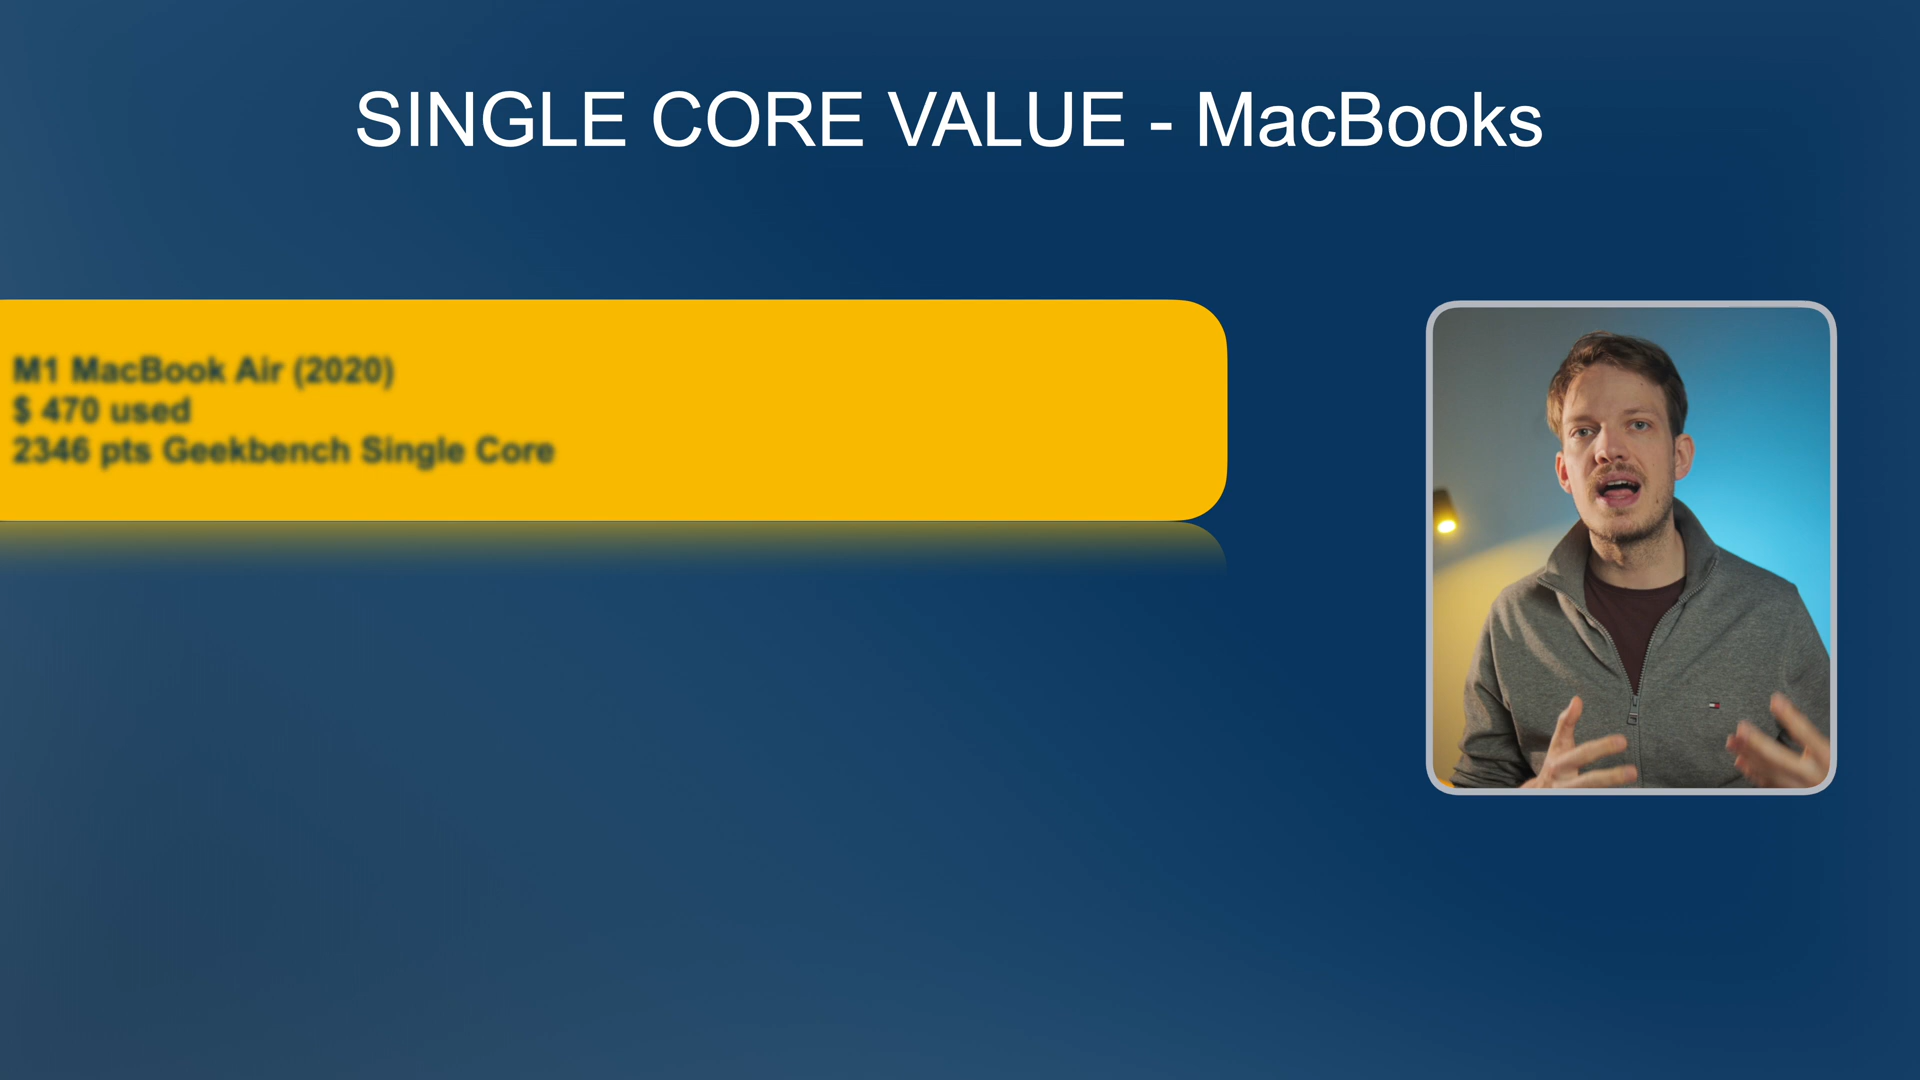 SINGLE CORE VALUE - MacBooks
M1 MacBook Air (2020)
$ 470 used
2346 pts Geekbench Single Core